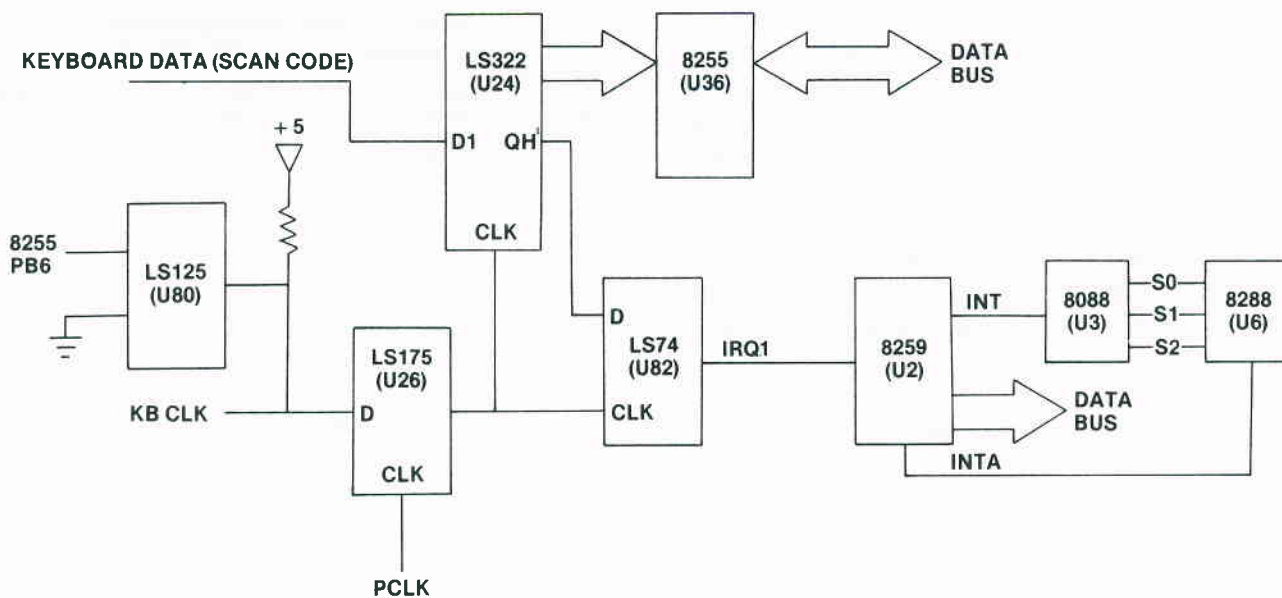 KEYBOARD DATA (SCAN CODE)
LS322
(U24)
D1
QH'
CLK
8255
(U36)
DATA
BUS
+ 5
8255
PB6
LS125
(U80)
KB CLK
LS175
(U26)
D
CLK
PCLK
D
LS74
(U82)
CLK
IRQ1
8259
(U2)
INT
8088
(U3)
S0
S1
S2
8288
(U6)
DATA
BUS
INTA